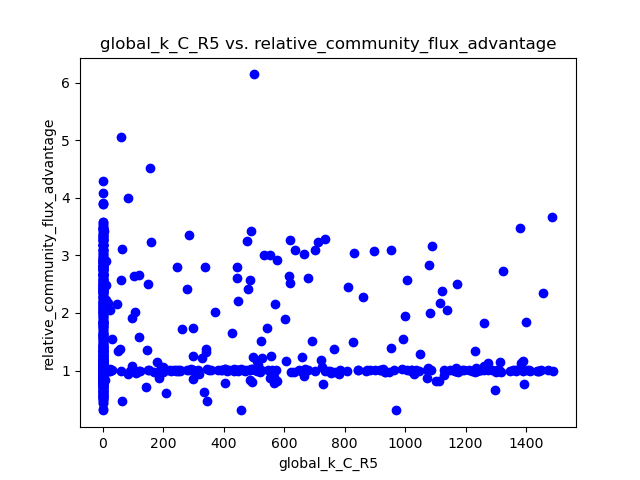 global_k_C_R5 vs. relative_community_flux_advantage
relative_community_flux_advantage
6
5
4
3
2
1
0 200 400 600 800 1000 1200 1400
global_k_C_R5